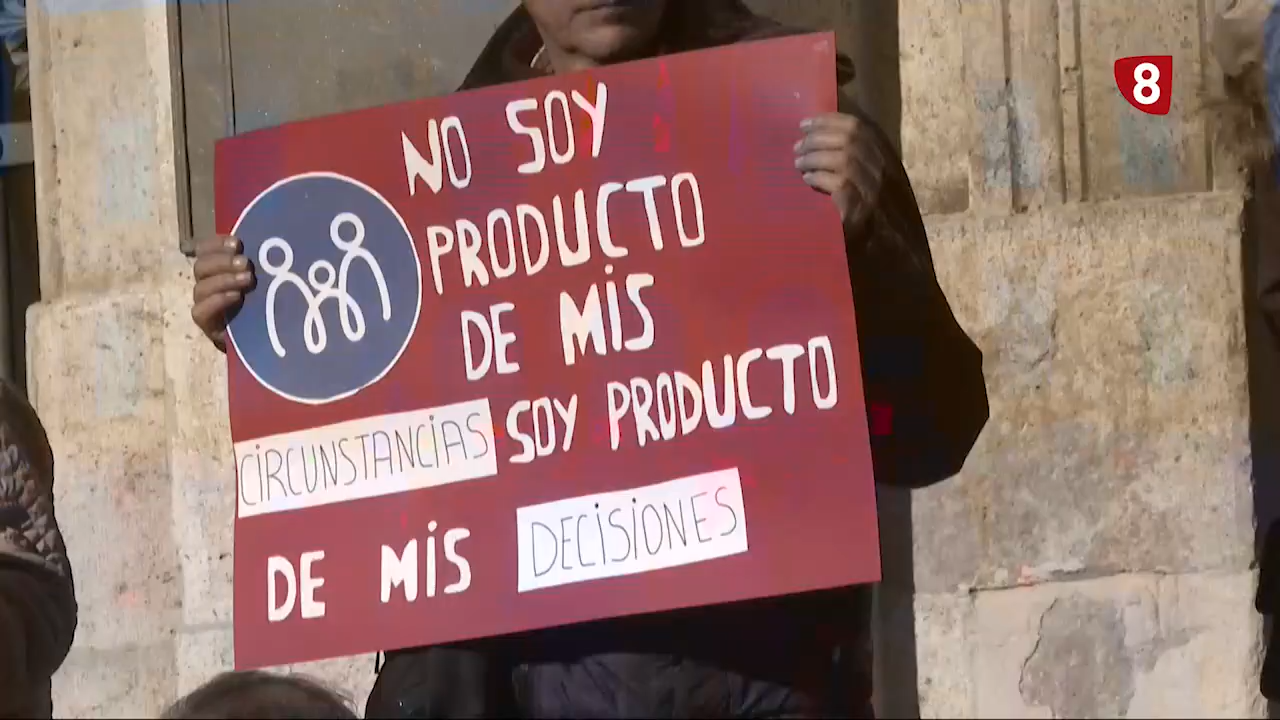 NO SOY
PRODUCTO
DE MiS
CiRCUNSTANCiAS SOY PRODUCTO
DE MiS DECiSiONES
8